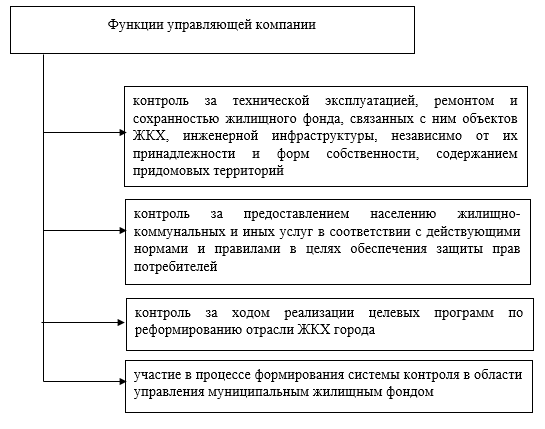 Функции управляющей компании
контроль за технической эксплуатацией, ремонтом и
сохранностью жилищного фонда, связанных с ним объектов
ЖКХ, инженерной инфраструктуры, независимо от их
принадлежности и форм собственности, содержанием
придомовых территорий
контроль за предоставлением населению жилищно-
коммунальных и иных услуг в соответствии с действующими
нормами и правилами в целях обеспечения защиты прав
потребителей
контроль за ходом реализации целевых программ по
реформированию отрасли ЖКХ города
участие в процессе формирования системы контроля в области
управления муниципальным жилищным фондом